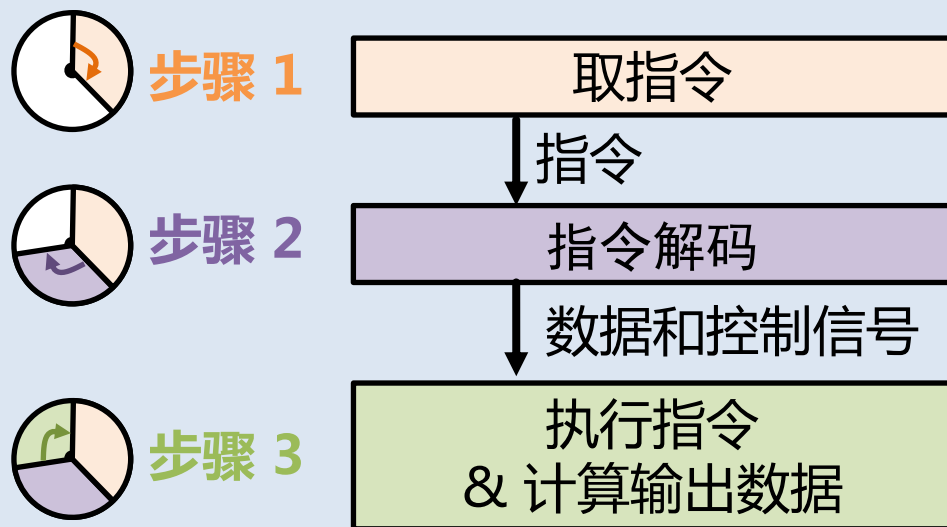 步骤 1
取指令
指令
步骤 2
指令解码
数据和控制信号
步骤 3
执行指令
& 计算输出数据